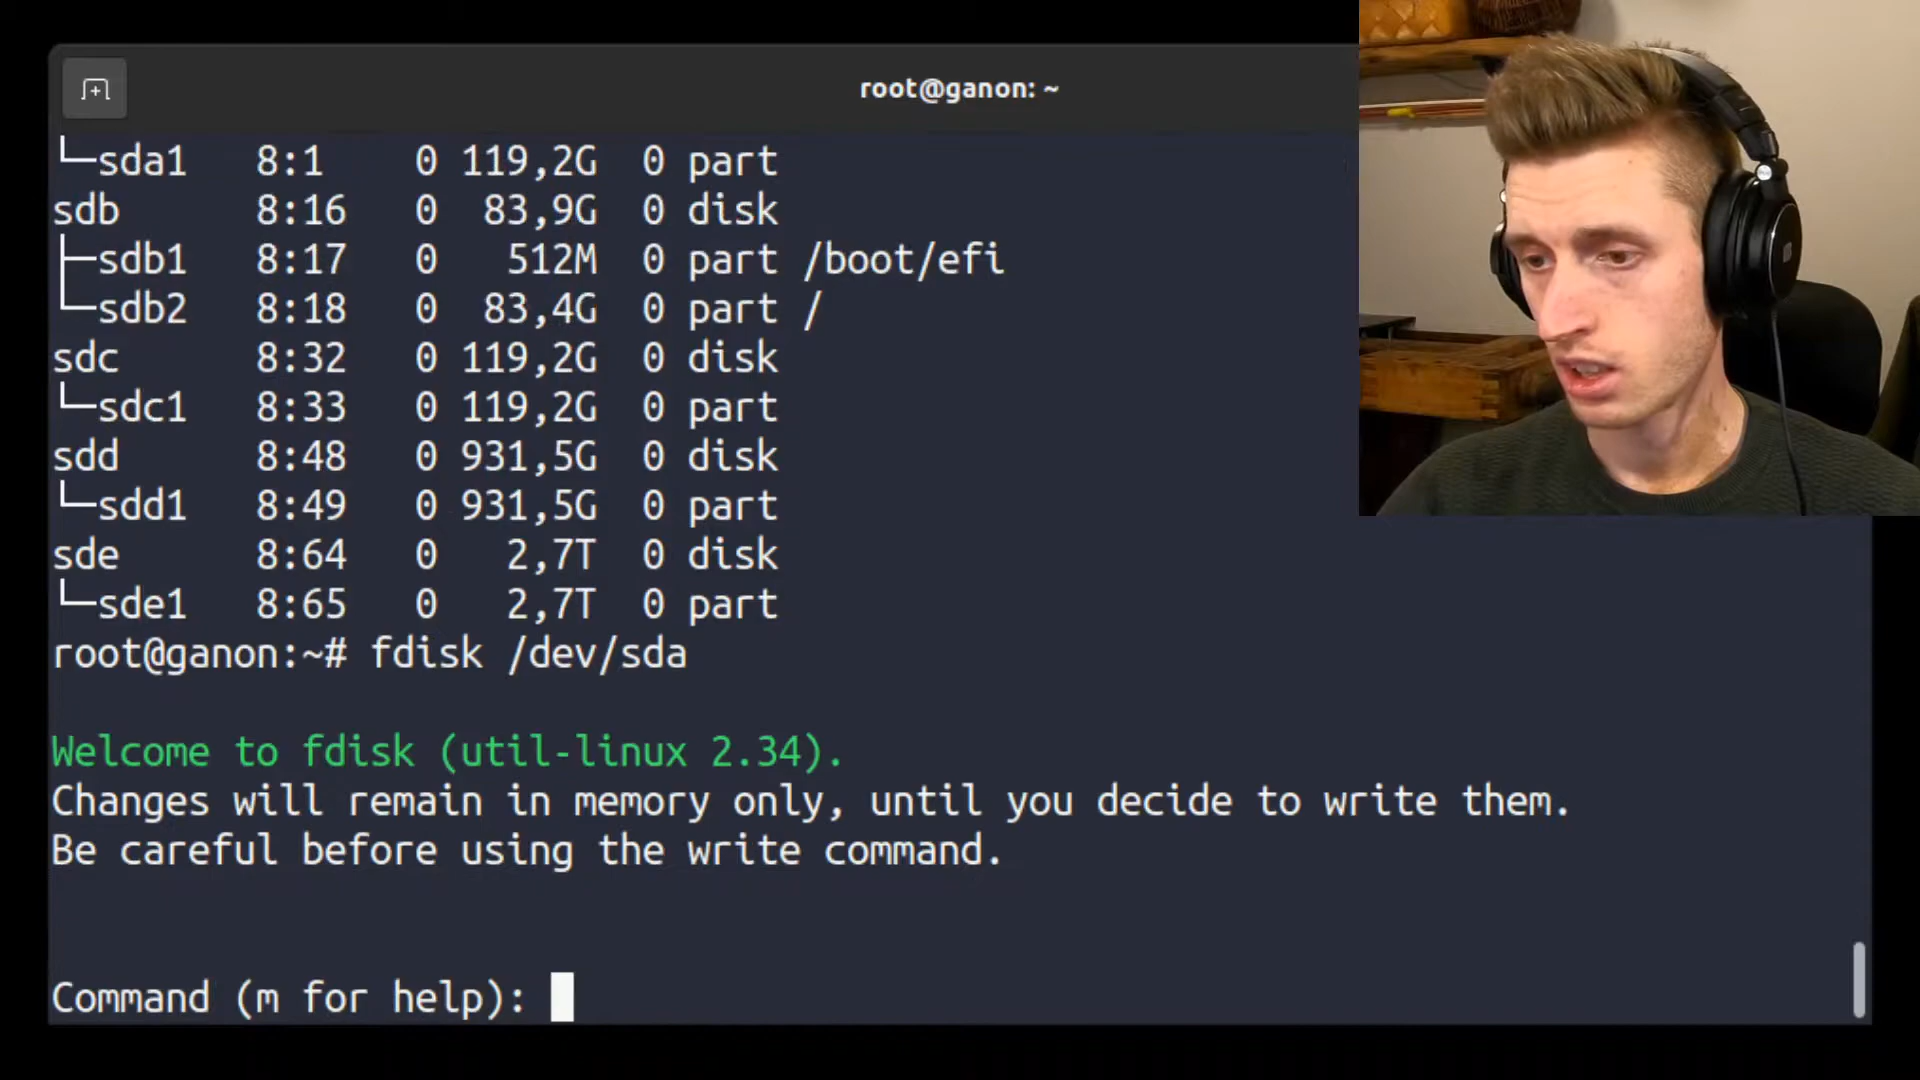 root@ganon: ~
└─sda1 8:1 0 119,2G 0 part
sdb 8:16 0 83,9G 0 disk
├─sdb1 8:17 0 512M 0 part /boot/efi
└─sdb2 8:18 0 83,4G 0 part /
sdc 8:32 0 119,2G 0 disk
└─sdc1 8:33 0 119,2G 0 part
sdd 8:48 0 931,5G 0 disk
└─sdd1 8:49 0 931,5G 0 part
sde 8:64 0 2,7T 0 disk
└─sde1 8:65 0 2,7T 0 part
root@ganon:~# fdisk /dev/sda
Welcome to fdisk (util-linux 2.34).
Changes will remain in memory only, until you decide to write them.
Be careful before using the write command.
Command (m for help):